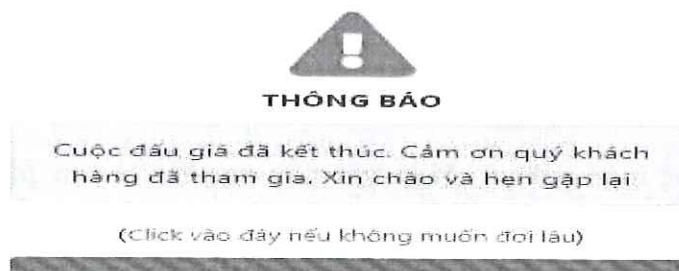 THÔNG BÁO
Cuộc đấu giá đã kết thúc. Cảm ơn quý khách
hàng đã tham gia. Xin chào và hẹn gặp lại
(Click vào đây nếu không muốn đợi lâu)